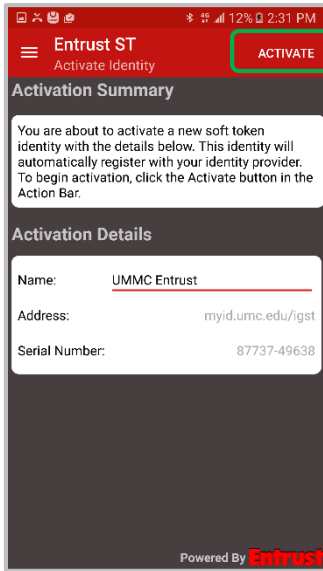 12% 2:31 PM
Entrust ST
Activate Identity
ACTIVATE
Activation Summary
You are about to activate a new soft token
identity with the details below. This identity will
automatically register with your identity provider.
To begin activation, click the Activate button in the
Action Bar.
Activation Details
Name: UMMC Entrust
Address: myid.umc.edu/igst
Serial Number: 87737-49638
Powered By Entrust